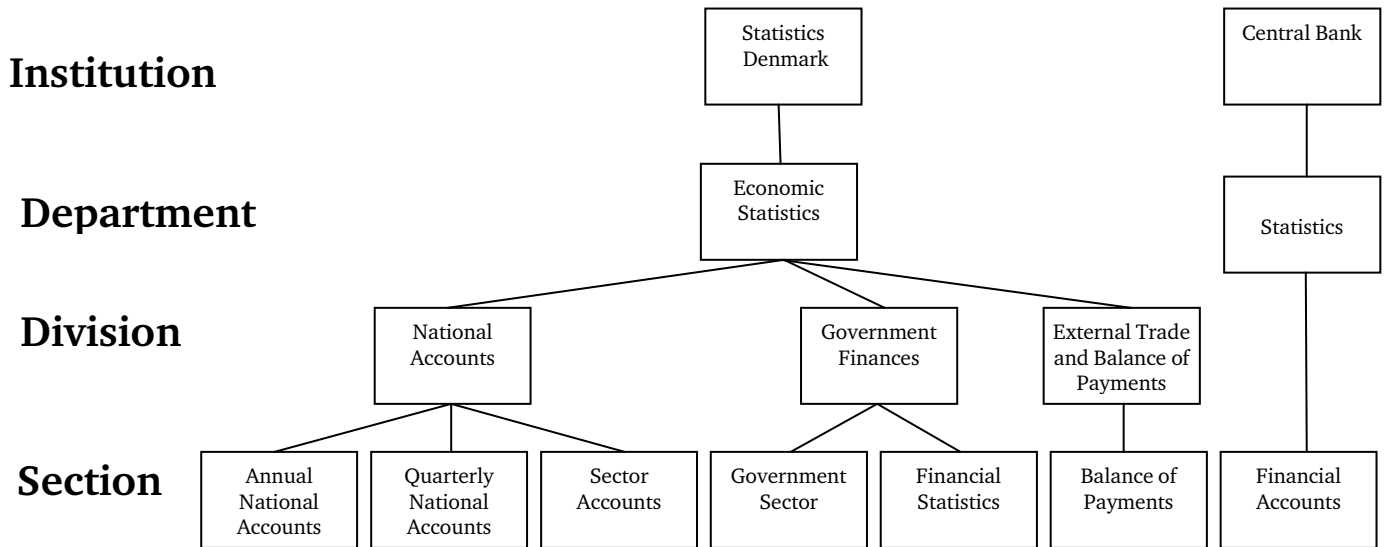 Institution
Statistics
Denmark
Central Bank
Department
Economic
Statistics
Statistics
Division
National
Accounts
Government
Finances
External Trade
and Balance of
Payments
Section
Annual
National
Accounts
Quarterly
National
Accounts
Sector
Accounts
Government
Sector
Financial
Statistics
Balance of
Payments
Financial
Accounts